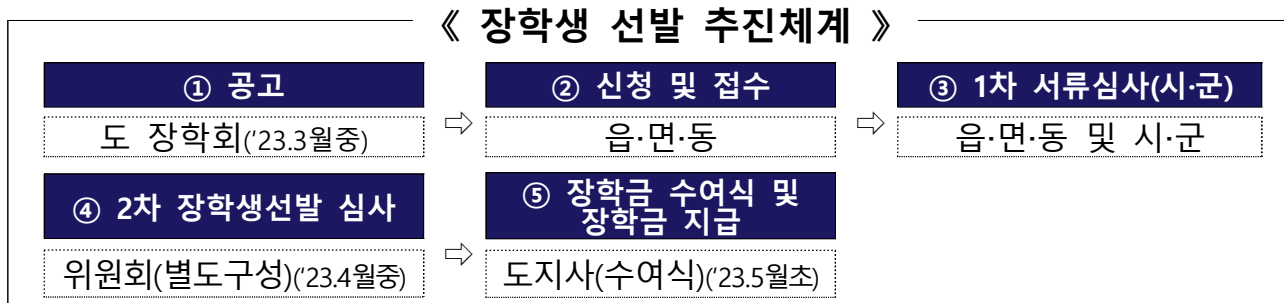 《 장학생 선발 추진체계 》
① 공고
② 신청 및 접수
③ 1차 서류심사(시·군)
도 장학회(‘23.3월중)
⇨
읍·면·동
⇨
읍·면·동 및 시·군
④ 2차 장학생선발 심사
⑤ 장학금 수여식 및
장학금 지급
위원회(별도구성)(‘23.4월중)
⇨
도지사(수여식)(‘23.5월초)